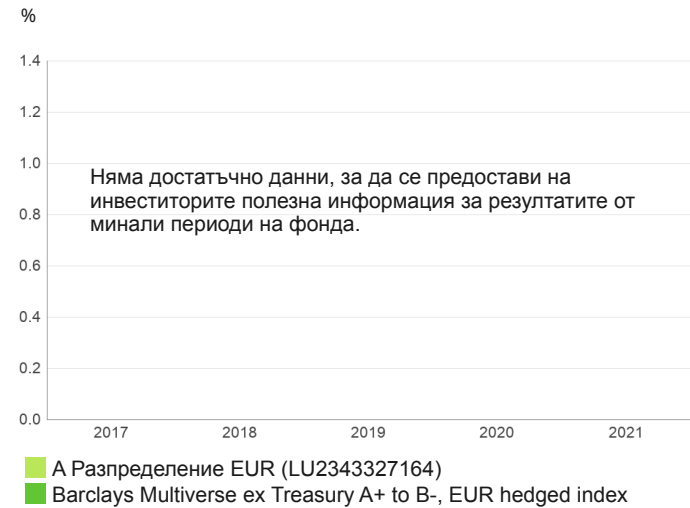 %
1.4
1.2
1.0
Няма достатъчно данни, за да се предостави на
инвеститорите полезна информация за резултатите от
0.8
минали периоди на фонда.
0.6
0.4
0.2
0.0
2017 2018 2019 2020 2021
А Разпределение EUR (LU2343327164)
Barclays Multiverse ex Treasury A+ to B-, EUR hedged index